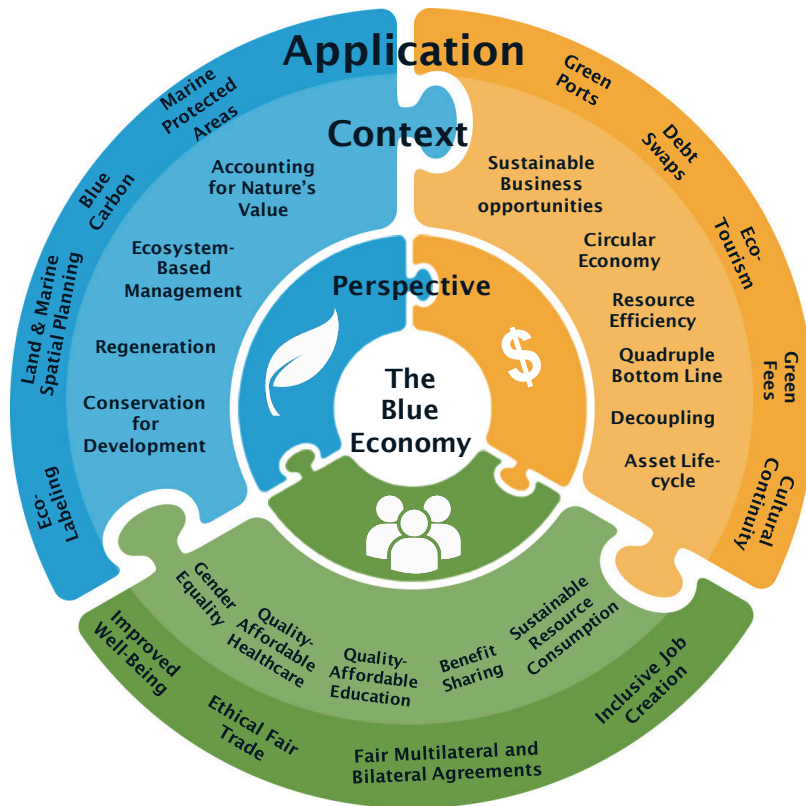 Application
Context
Perspective
The
Blue
Economy
Marine
Protected
Areas
Blue
Carbon
Land & Marine
Spatial Planning
Eco-
Labeling
Accounting
for Nature's
Value
Ecosystem-
Based
Management
Regeneration
Conservation
for
Development
Green
Ports
Debt
Swaps
Eco-
Tourism
Green
Fees
Cultural
Continuity
Sustainable
Business
opportunities
Circular
Economy
Resource
Efficiency
Quadruple
Bottom Line
Decoupling
Asset Life-
cycle
$
Gender
Equality
Quality-
Affordable
Healthcare
Quality-
Affordable
Education
Benefit
Sharing
Sustainable
Resource
Consumption
Improved
Well-Being
Ethical Fair
Trade
Fair Multilateral and
Bilateral Agreements
Inclusive Job
Creation